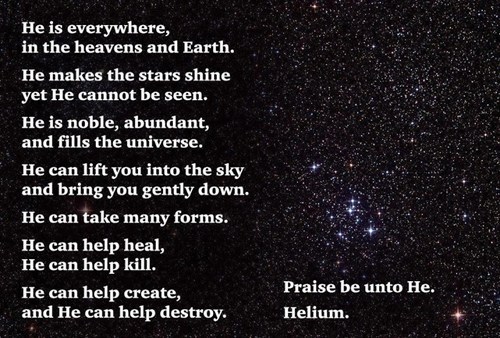 He is everywhere,
in the heavens and Earth.
He makes the stars shine
yet He cannot be seen.
He is noble, abundant,
and fills the universe.
He can lift you into the sky
and bring you gently down.
He can take many forms.
He can help heal,
He can help kill.
He can help create,
and He can help destroy.
Praise be unto He.
Helium.